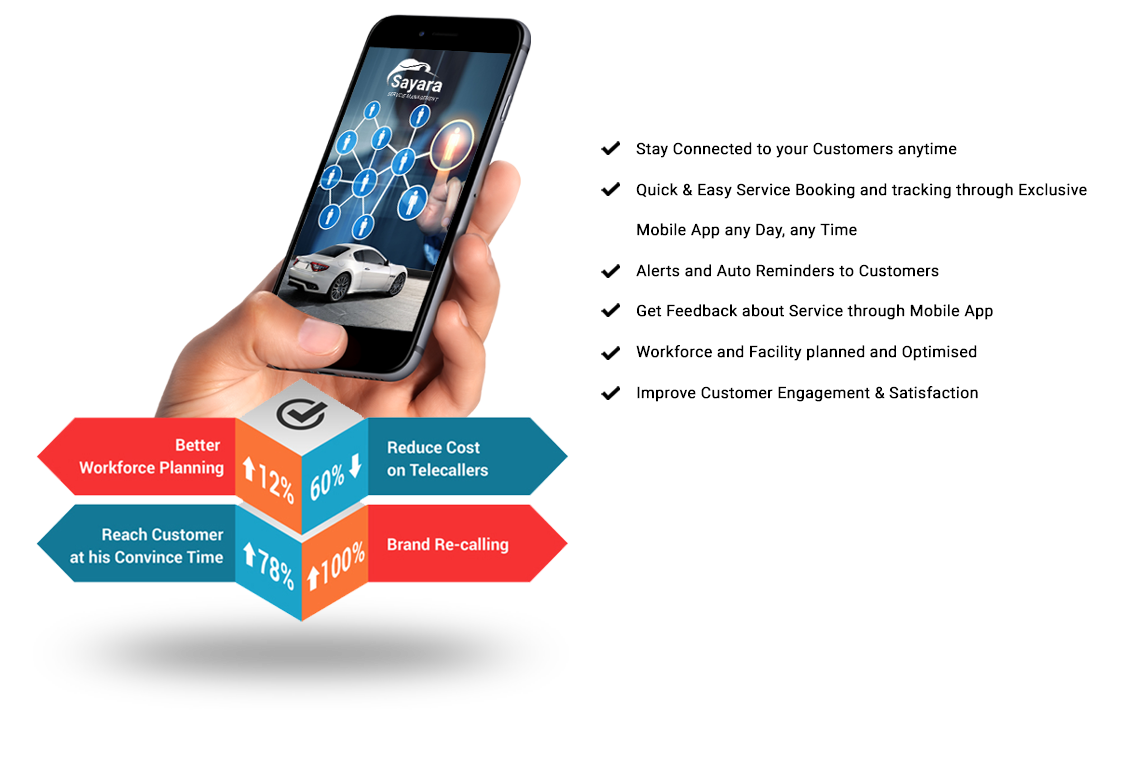 Sayara
SERVICE MANAGEMENT
Stay Connected to your Customers anytime
Quick & Easy Service Booking and tracking through Exclusive
Mobile App any Day, any Time
Alerts and Auto Reminders to Customers
Get Feedback about Service through Mobile App
Workforce and Facility planned and Optimised
Improve Customer Engagement & Satisfaction
Better
Workforce Planning
12%
60%
Reduce Cost
on Telecallers
Reach Customer
at his Convince Time
78%
100%
Brand Re-calling